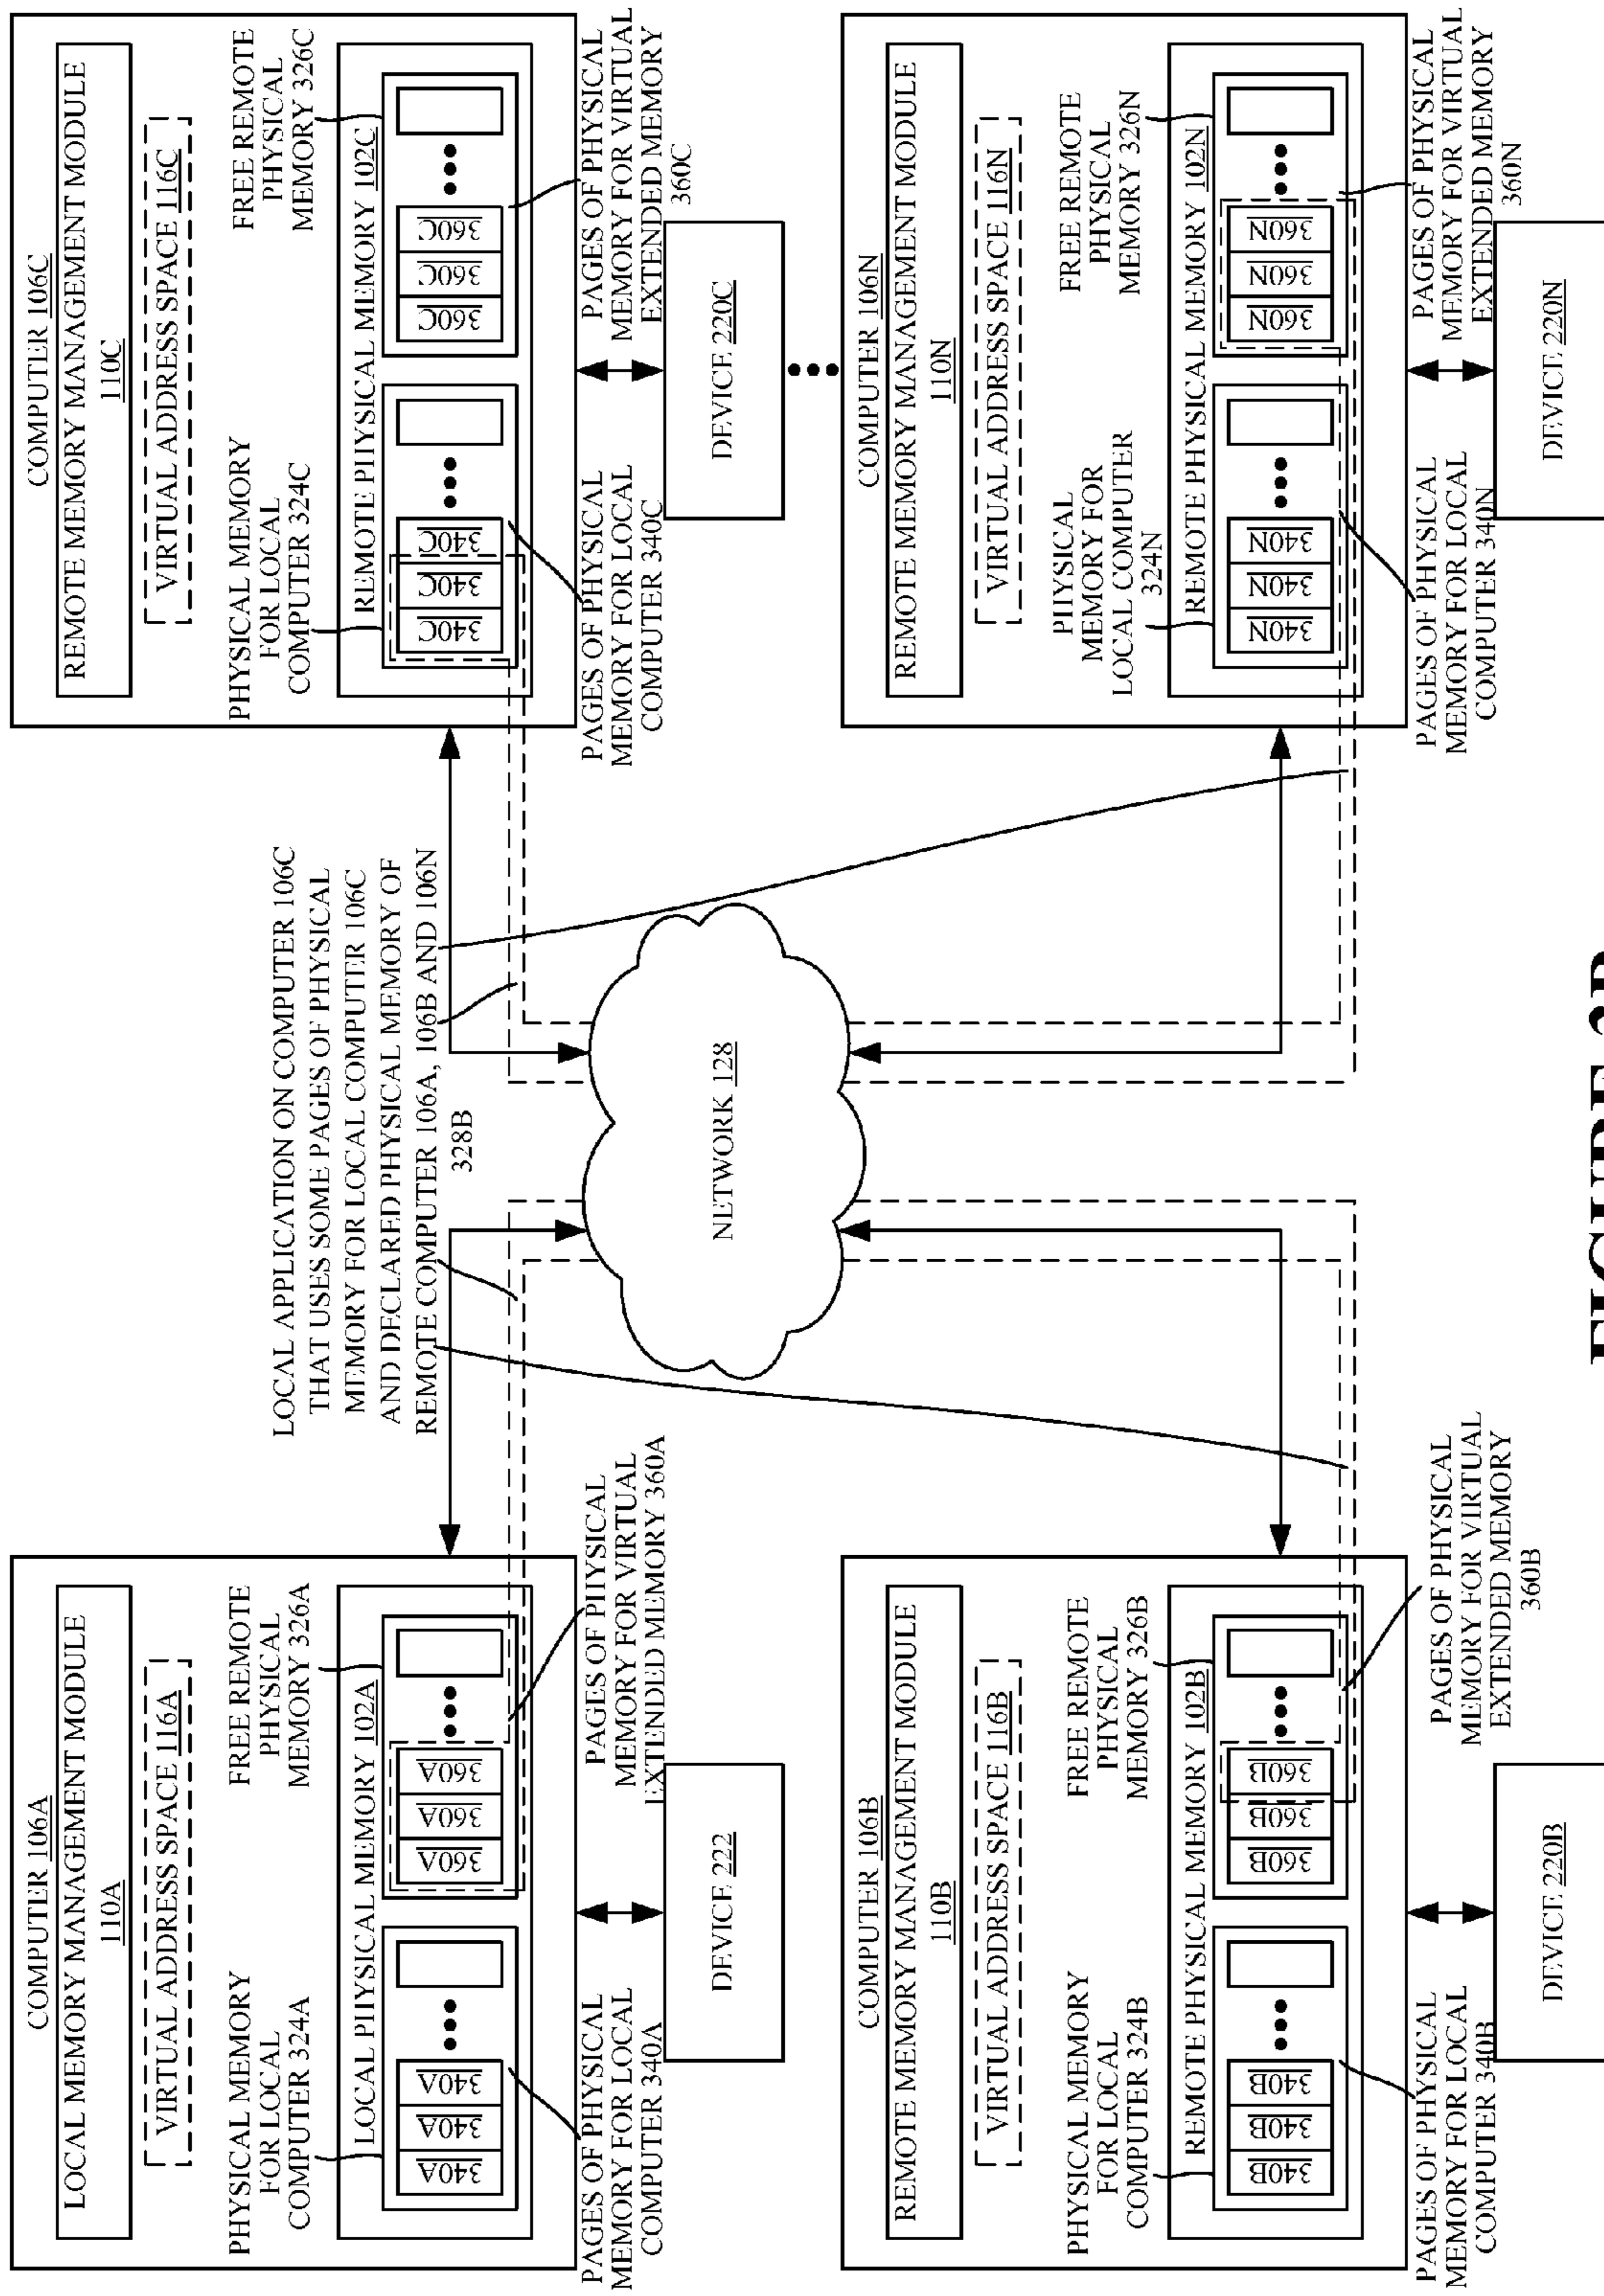 COMPUTER 106A
LOCAL MEMORY MANAGEMENT MODULE
110A
VIRTUAL ADDRESS SPACE 116A
PHYSICAL MEMORY
FOR LOCAL
COMPUTER 324A
FREE REMOTE
PHYSICAL
MEMORY 326A
LOCAL PHYSICAL MEMORY 102A
340A
340A
340A
360A
360A
360A
PAGES OF PHYSICAL
MEMORY FOR LOCAL
COMPUTER 340A
PAGES OF PHYSICAL
MEMORY FOR VIRTUAL
EXTENDED MEMORY 360A
DEVICE 222
LOCAL APPLICATION ON COMPUTER 106C
THAT USES SOME PAGES OF PHYSICAL
MEMORY FOR LOCAL COMPUTER 106C
AND DECLARED PHYSICAL MEMORY OF
REMOTE COMPUTER 106A, 106B AND 106N
328B
NETWORK 128
COMPUTER 106C
REMOTE MEMORY MANAGEMENT MODULE
110C
VIRTUAL ADDRESS SPACE 116C
PHYSICAL MEMORY
FOR LOCAL
COMPUTER 324C
FREE REMOTE
PHYSICAL
MEMORY 326C
REMOTE PHYSICAL MEMORY 102C
340C
340C
340C
360C
360C
360C
PAGES OF PHYSICAL
MEMORY FOR LOCAL
COMPUTER 340C
PAGES OF PHYSICAL
MEMORY FOR VIRTUAL
EXTENDED MEMORY
360C
DEVICE 220C
COMPUTER 106B
REMOTE MEMORY MANAGEMENT MODULE
110B
VIRTUAL ADDRESS SPACE 116B
PHYSICAL MEMORY
FOR LOCAL
COMPUTER 324B
FREE REMOTE
PHYSICAL
MEMORY 326B
REMOTE PHYSICAL MEMORY 102B
340B
340B
340B
360B
360B
360B
PAGES OF PHYSICAL
MEMORY FOR LOCAL
COMPUTER 340B
PAGES OF PHYSICAL
MEMORY FOR VIRTUAL
EXTENDED MEMORY
360B
DEVICE 220B
COMPUTER 106N
REMOTE MEMORY MANAGEMENT MODULE
110N
VIRTUAL ADDRESS SPACE 116N
PHYSICAL
MEMORY FOR
LOCAL COMPUTER
324N
FREE REMOTE
PHYSICAL
MEMORY 326N
REMOTE PHYSICAL MEMORY 102N
340N
340N
340N
360N
360N
360N
PAGES OF PHYSICAL
MEMORY FOR LOCAL
COMPUTER 340N
PAGES OF PHYSICAL
MEMORY FOR VIRTUAL
EXTENDED MEMORY
360N
DEVICE 220N
FIGURE